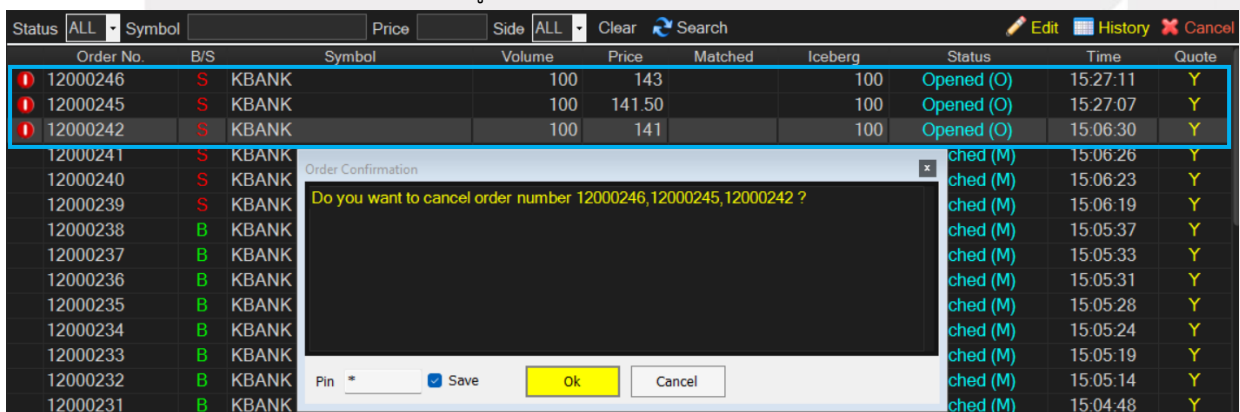 Status ALL Symbol Price Side ALL Clear Search Edit History Cancel
Order No. B/S Symbol Volume Price Matched Iceberg Status Time Quote
12000246 S KBANK 100 143 100 Opened (O) 15:27:11 Y
12000245 S KBANK 100 141.50 100 Opened (O) 15:27:07 Y
12000242 S KBANK 100 141 100 Opened (O) 15:06:30 Y
12000241 S KBANK ched (M) 15:06:26 Y
Order Confirmation x
12000240 S KBANK ched (M) 15:06:23 Y
Do you want to cancel order number 12000246,12000245,12000242 ?
12000239 S KBANK ched (M) 15:06:19 Y
12000238 B KBANK ched (M) 15:05:37 Y
12000237 B KBANK ched (M) 15:05:33 Y
12000236 B KBANK ched (M) 15:05:31 Y
12000235 B KBANK ched (M) 15:05:28 Y
12000234 B KBANK ched (M) 15:05:24 Y
12000233 B KBANK ched (M) 15:05:19 Y
12000232 B KBANK ched (M) 15:05:14 Y
Pin * Save Ok Cancel
12000231 B KBANK ched (M) 15:04:48 Y